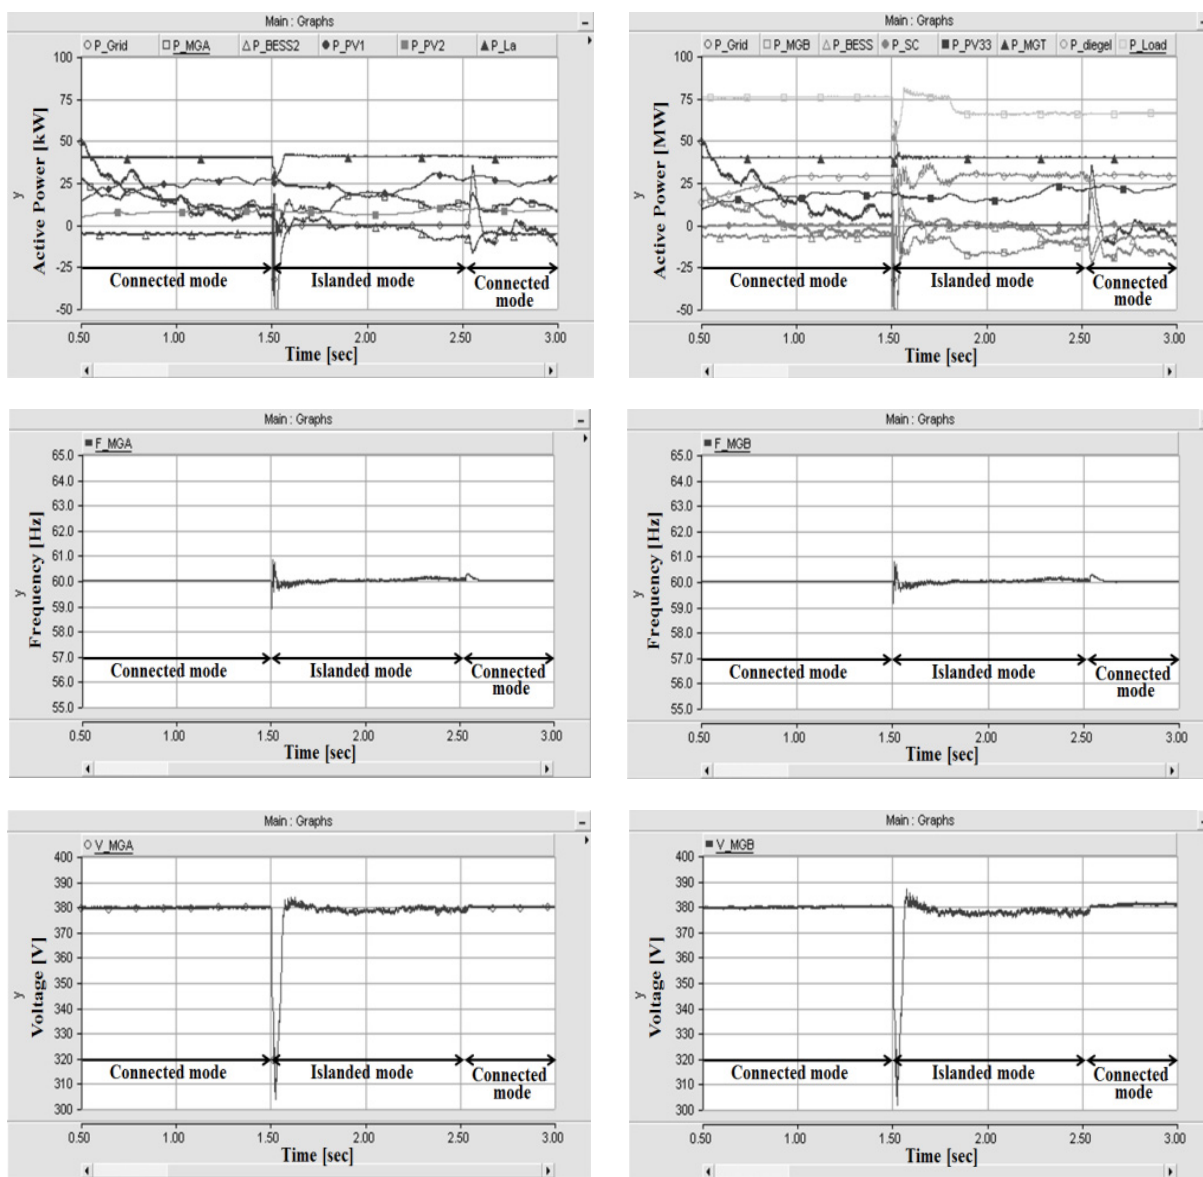 Main : Graphs
P_Grid P_MGA P_BESS2 P_PV1 P_PV2 P_La
100
75
50
25
0
-25
-50
y
Active Power [kW]
Connected mode
Islanded mode
Connected
mode
0.50 1.00 1.50 2.00 2.50 3.00
Time [sec]
Main : Graphs
P_Grid P_MGB P_BESS P_SC P_PV33 P_MGT P_diegel P_Load
100
75
50
25
0
-25
-50
y
Active Power [MW]
Connected mode
Islanded mode
Connected
mode
0.50 1.00 1.50 2.00 2.50 3.00
Time [sec]
Main : Graphs
F_MGA
65.0
64.0
63.0
62.0
61.0
60.0
59.0
58.0
57.0
56.0
55.0
y
Frequency [Hz]
Connected mode
Islanded mode
Connected
mode
0.50 1.00 1.50 2.00 2.50 3.00
Time [sec]
Main : Graphs
F_MGB
65.0
64.0
63.0
62.0
61.0
60.0
59.0
58.0
57.0
56.0
55.0
y
Frequency [Hz]
Connected mode
Islanded mode
Connected
mode
0.50 1.00 1.50 2.00 2.50 3.00
Time [sec]
Main : Graphs
V_MGA
400
390
380
370
360
350
340
330
320
310
300
y
Voltage [V]
Connected mode
Islanded mode
Connected
mode
0.50 1.00 1.50 2.00 2.50 3.00
Time [sec]
Main : Graphs
V_MGB
400
390
380
370
360
350
340
330
320
310
300
y
Voltage [V]
Connected mode
Islanded mode
Connected
mode
0.50 1.00 1.50 2.00 2.50 3.00
Time [sec]